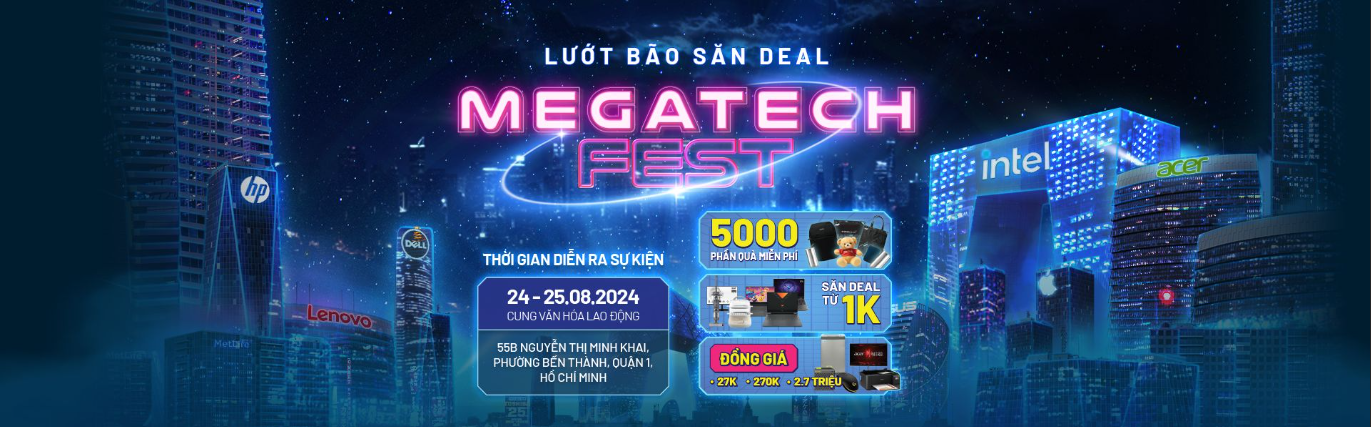 LƯỚT BÃO SĂN DEAL
MEGATECH
FEST
hp
DELL
Lenovo
intel
acer
THỜI GIAN DIỄN RA SỰ KIỆN
24 - 25.08.2024
CUNG VĂN HÓA LAO ĐỘNG
55B NGUYỄN THỊ MINH KHAI,
PHƯỜNG BẾN THÀNH, QUẬN 1,
HỒ CHÍ MINH
5000
PHẦN QUÀ MIỄN PHÍ
SĂN DEAL
TỪ 1K
ĐỒNG GIÁ
• 27K • 270K • 2.7 TRIỆU